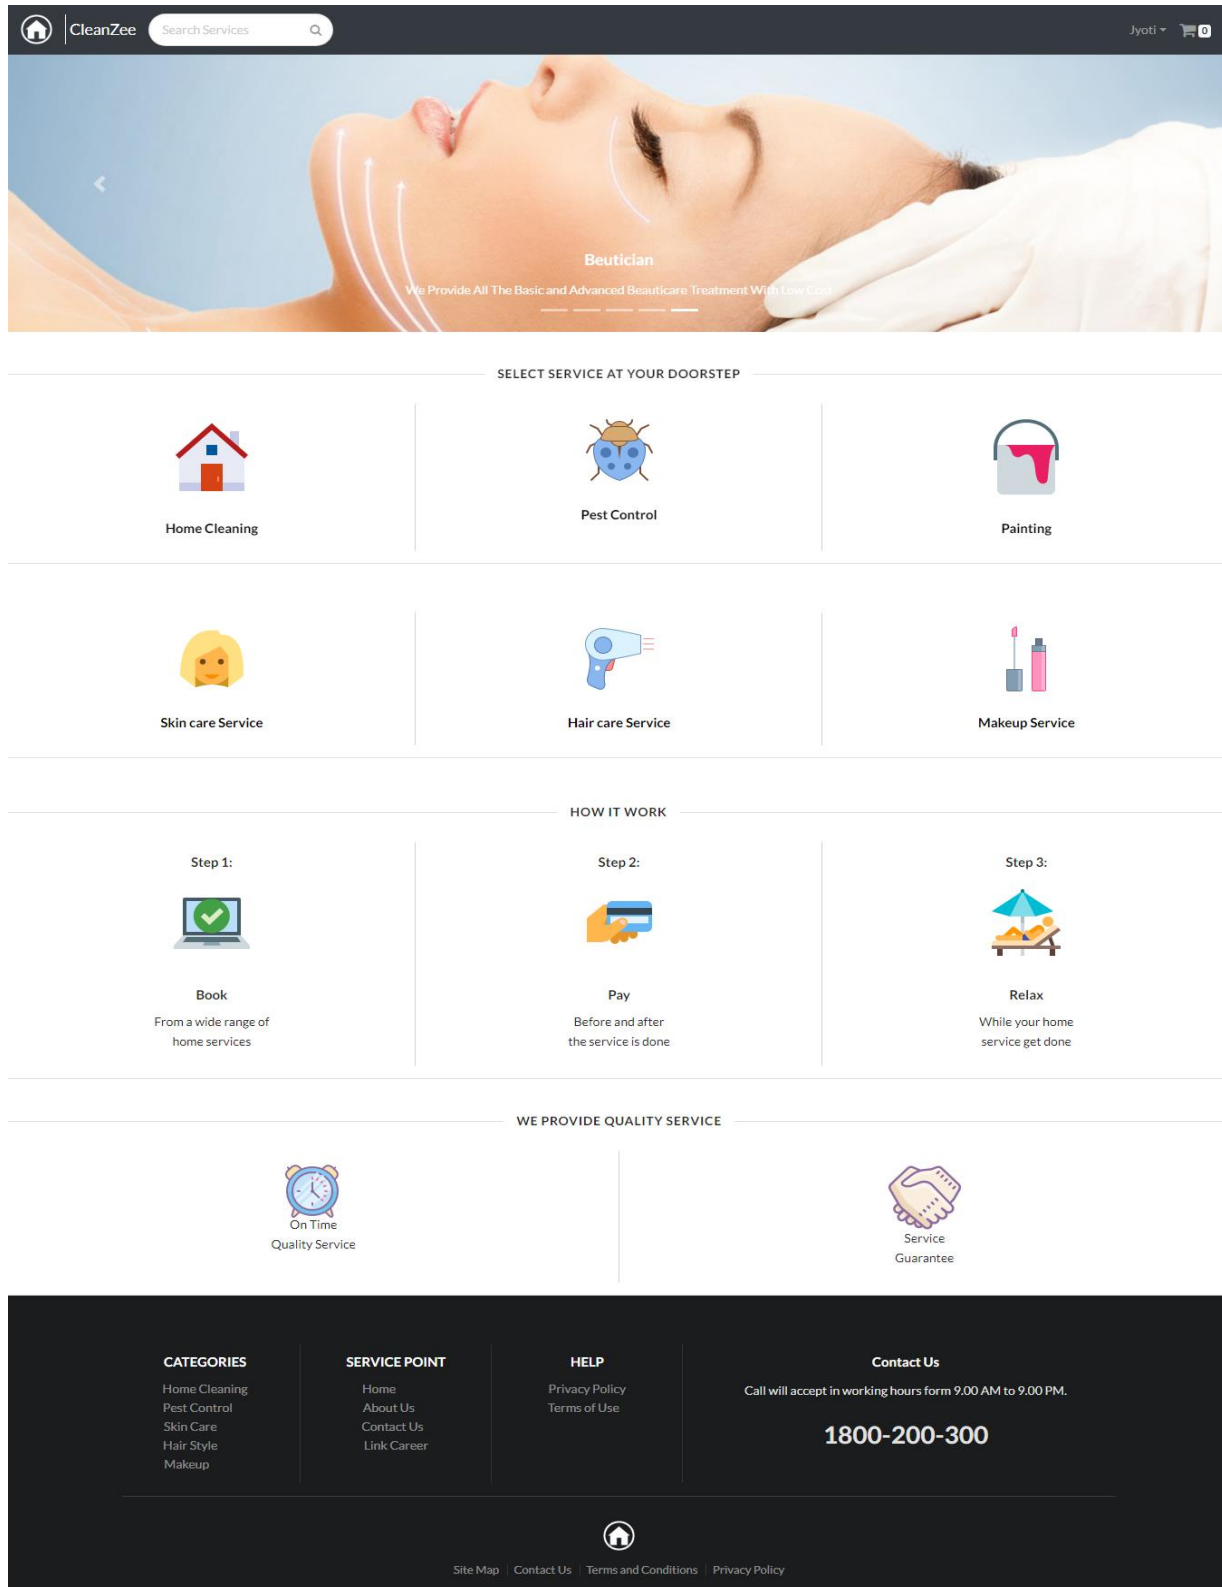 CleanZee
Search Services
Jyoti
0
Beutician
We Provide All The Basic and Advanced Beauticare Treatment With Low Cost
SELECT SERVICE AT YOUR DOORSTEP
Home Cleaning
Pest Control
Painting
Skin care Service
Hair care Service
Makeup Service
HOW IT WORK
Step 1:
Book
From a wide range of
home services
Step 2:
Pay
Before and after
the service is done
Step 3:
Relax
While your home
service get done
WE PROVIDE QUALITY SERVICE
On Time
Quality Service
Service
Guarantee
CATEGORIES
Home Cleaning
Pest Control
Skin Care
Hair Style
Makeup
SERVICE POINT
Home
About Us
Contact Us
Link Career
HELP
Privacy Policy
Terms of Use
Contact Us
Call will accept in working hours form 9.00 AM to 9.00 PM.
1800-200-300
Site Map | Contact Us | Terms and Conditions | Privacy Policy